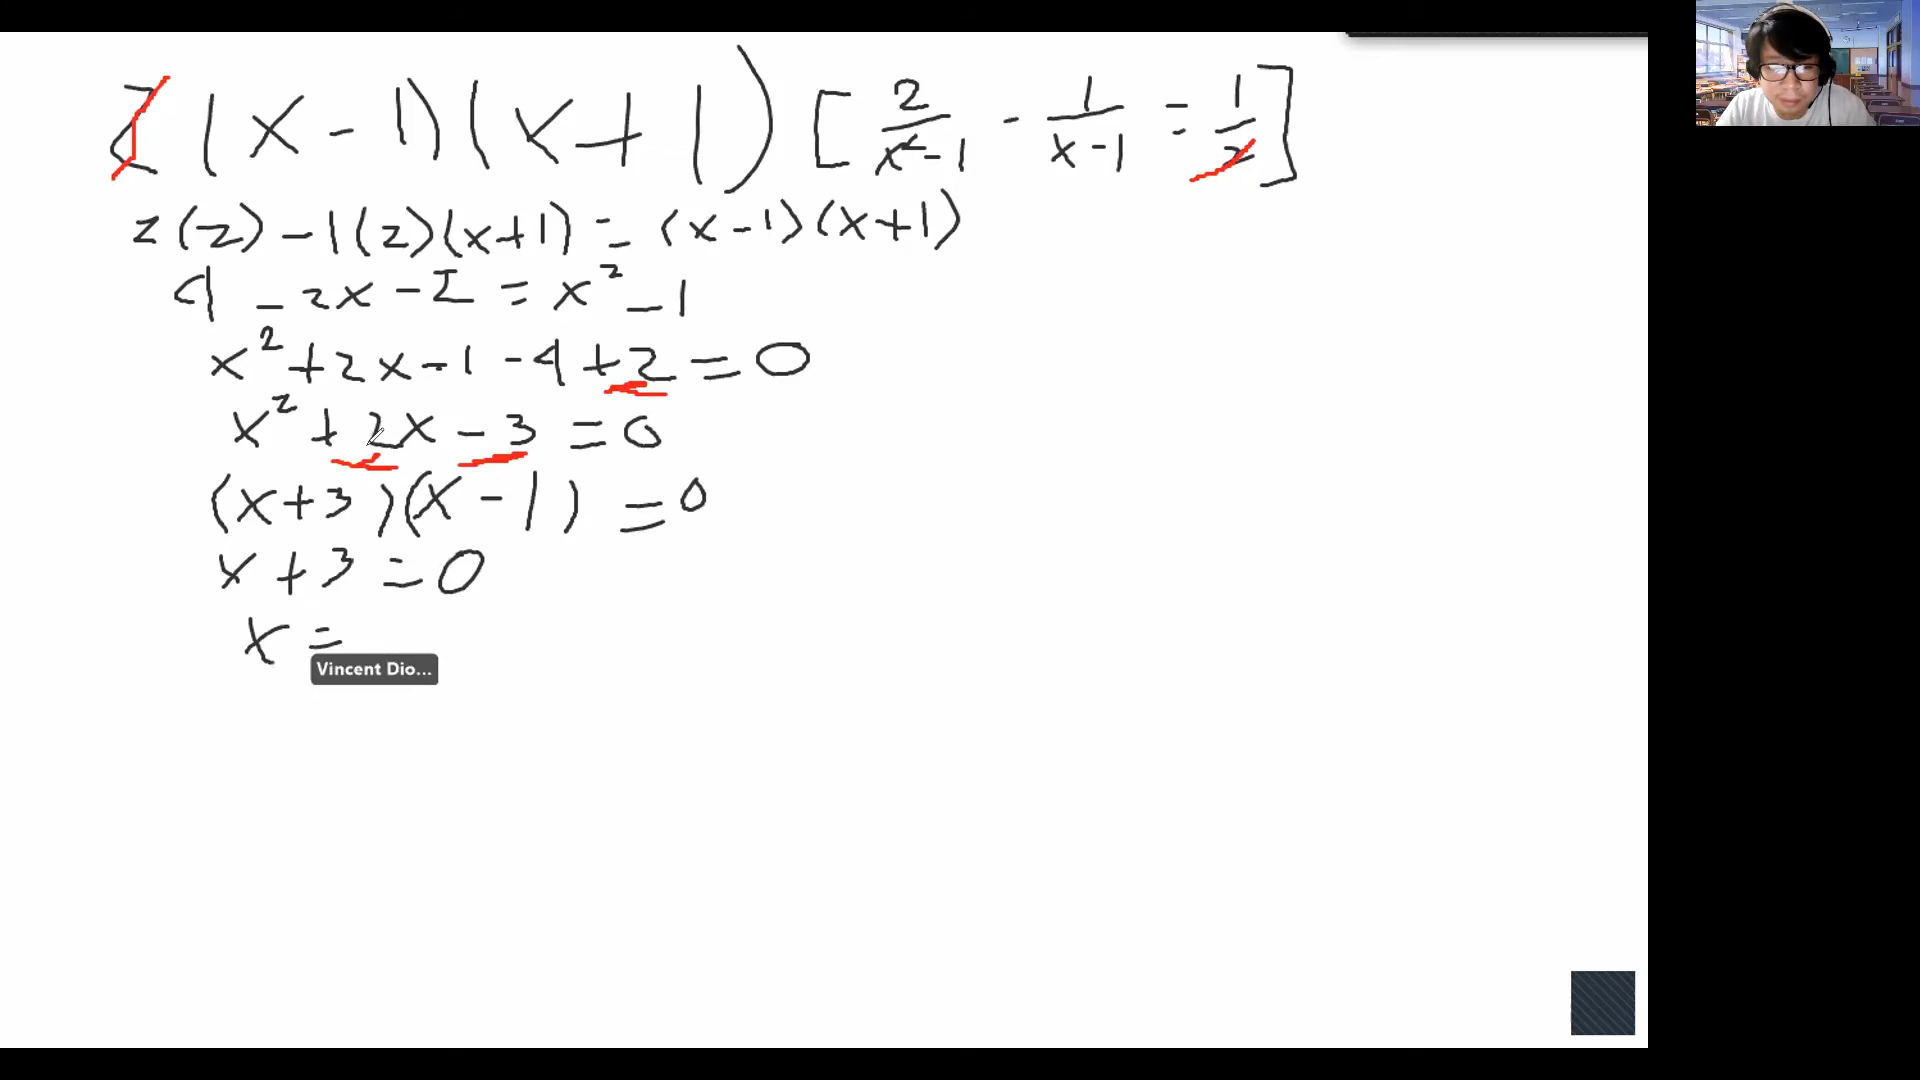 2(x-1)(x+1)[2/x²-1 - 1/x-1 = 1/2]
2(2)-1(2)(x+1)=(x-1)(x+1)
4-2x-2=x²-1
x²+2x-1-4+2=0
x²+2x-3=0
(x+3)(x-1)=0
x+3=0
x=
Vincent Dio...